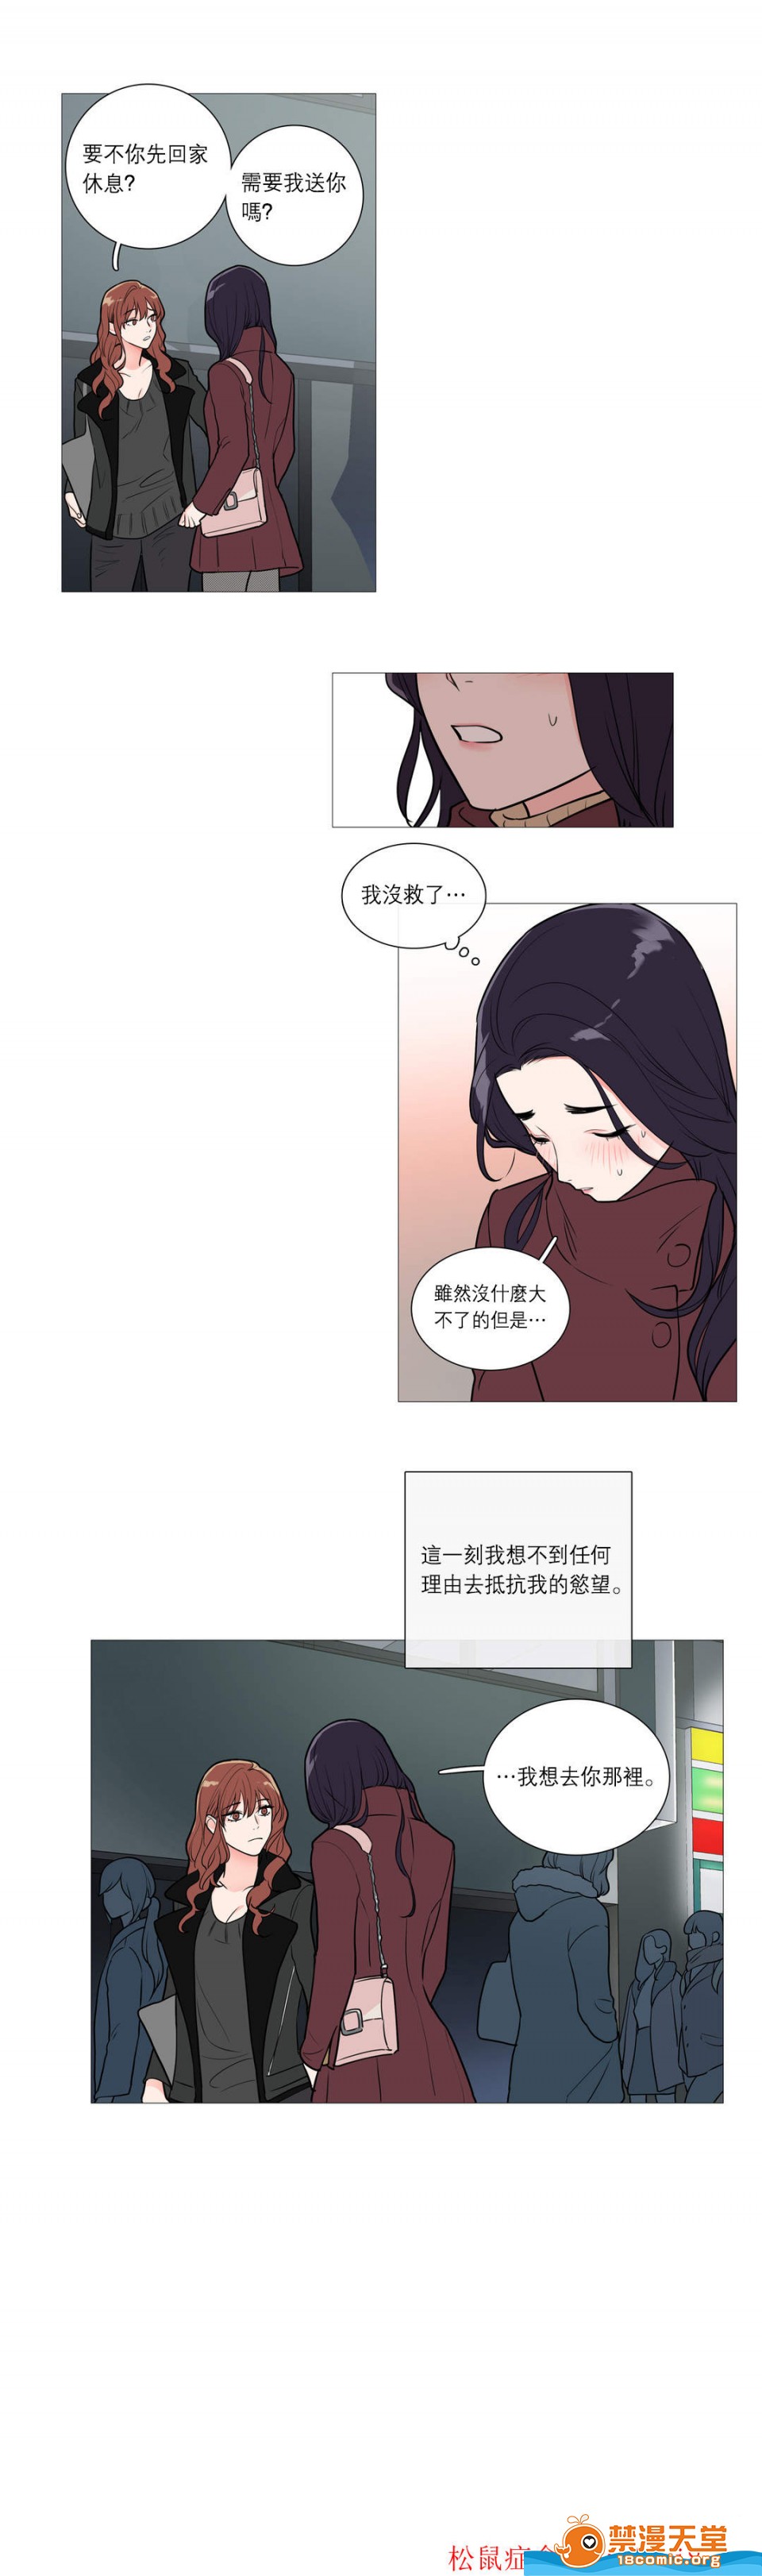 要不你先回家
休息?
需要我送你
嗎?
我沒救了…
雖然沒什麼大
不了的但是…
這一刻我想不到任何
理由去抵抗我的慾望。
…我想去你那裡。
松鼠症
禁漫天堂
18comic.org